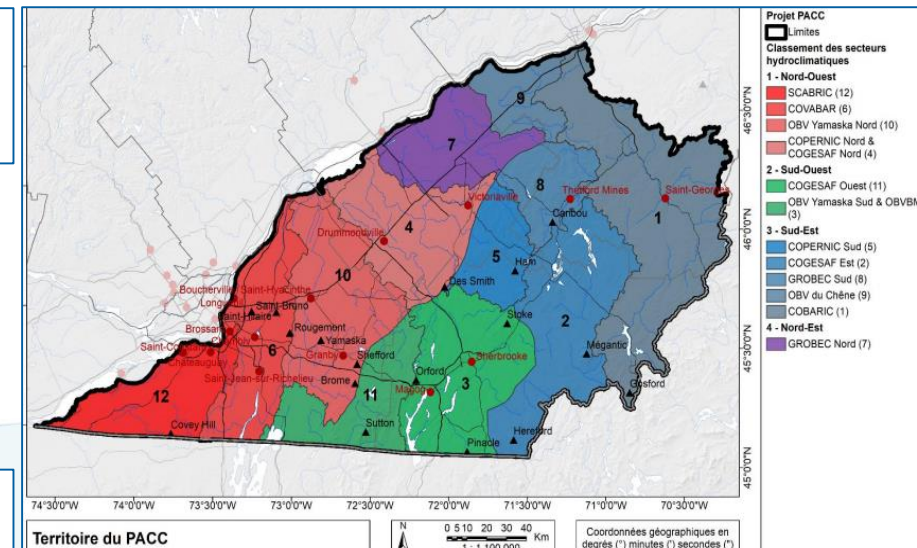 9
7
8
1
Thetford Mines
Saint-Georges
Victoriaville
Caribou
4
Drummondville
5
Ham
10
Des Smith
Boucherville
Saint-Hyacinthe
Saint-Bruno
Saint-Hilaire
Stoke
2
Brossard
Rougement
Yamaska
Mégantic
6
Granby
Shefford
Sherbrooke
Châteauguay
Saint-Jean-sur-Richelieu
Orford
Gosford
Brome
Magog
3
12
11
Covey Hill
Sutton
Hereford
Pinacle
46°30'0"N
46°0'0"N
45°30'0"N
45°0'0"N
74°30'0"W
74°0'0"W
73°30'0"W
73°0'0"W
72°30'0"W
72°0'0"W
71°30'0"W
71°0'0"W
70°30'0"W
Projet PACC
Limites
Classement des secteurs
hydroclimatiques
1 - Nord-Ouest
SCABRIC (12)
COVABAR (6)
OBV Yamaska Nord (10)
COPERNIC Nord &
COGESAF Nord (4)
2 - Sud-Ouest
COGESAF Ouest (11)
OBV Yamaska Sud & OBVBM
(3)
3 - Sud-Est
COPERNIC Sud (5)
COGESAF Est (2)
GROBEC Sud (8)
OBV du Chêne (9)
COBARIC (1)
4 - Nord-Est
GROBEC Nord (7)
Territoire du PACC
N
0 5 10 20 30 40
Km
1 : 1 100 000
Coordonnées géographiques en
degrés (°) minutes (') secondes (")